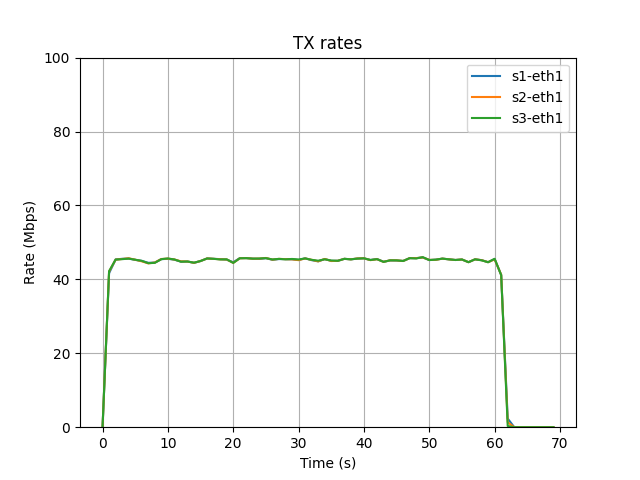 TX rates
100
80
60
40
20
0
Rate (Mbps)
s1-eth1
s2-eth1
s3-eth1
0 10 20 30 40 50 60 70
Time (s)